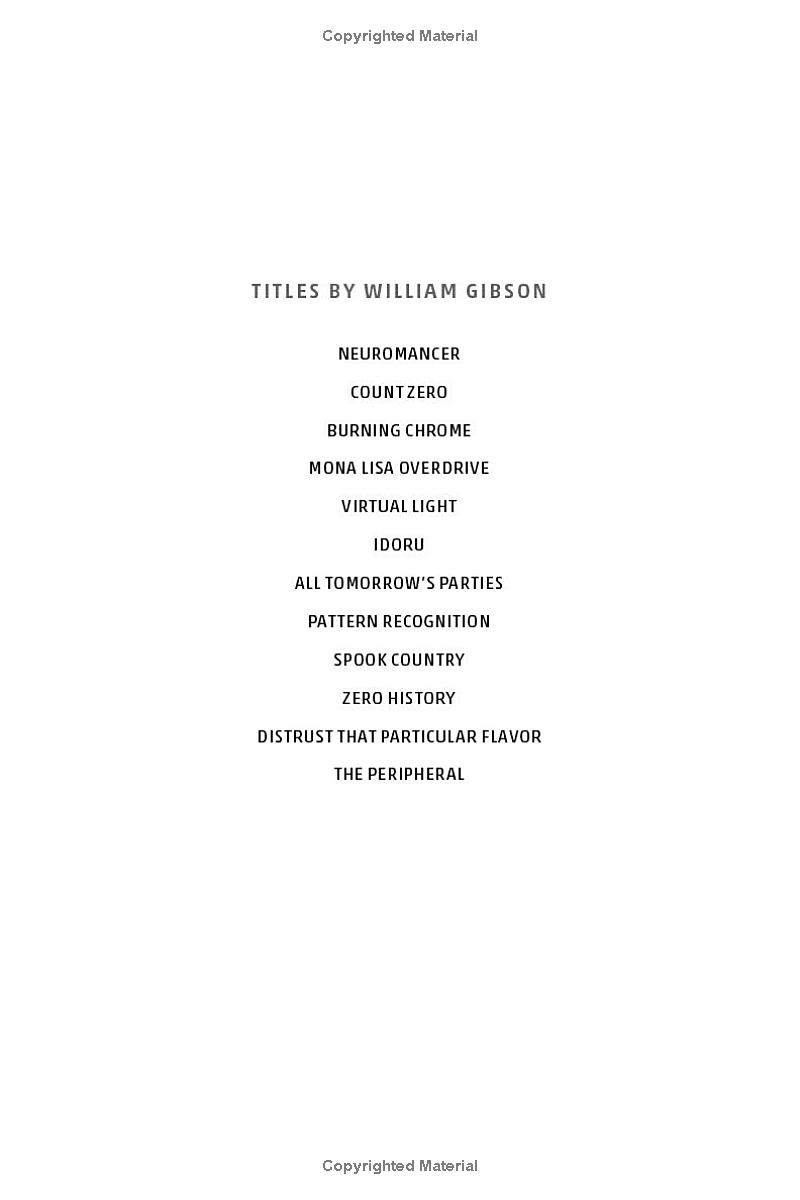 Copyrighted Material
TITLES BY WILLIAM GIBSON
NEUROMANCER
COUNT ZERO
BURNING CHROME
MONA LISA OVERDRIVE
VIRTUAL LIGHT
IDORU
ALL TOMORROW'S PARTIES
PATTERN RECOGNITION
SPOOK COUNTRY
ZERO HISTORY
DISTRUST THAT PARTICULAR FLAVOR
THE PERIPHERAL
Copyrighted Material